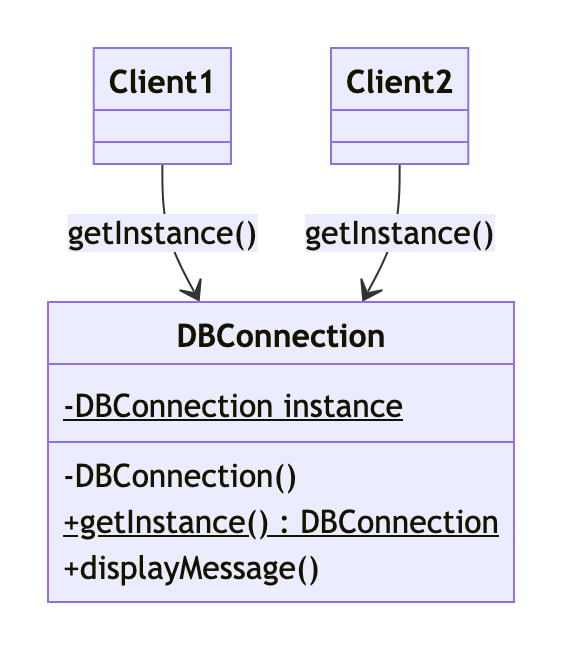 Client1
Client2
getInstance()
getInstance()
DBConnection
-DBConnection instance
-DBConnection()
+getInstance() : DBConnection
+displayMessage()